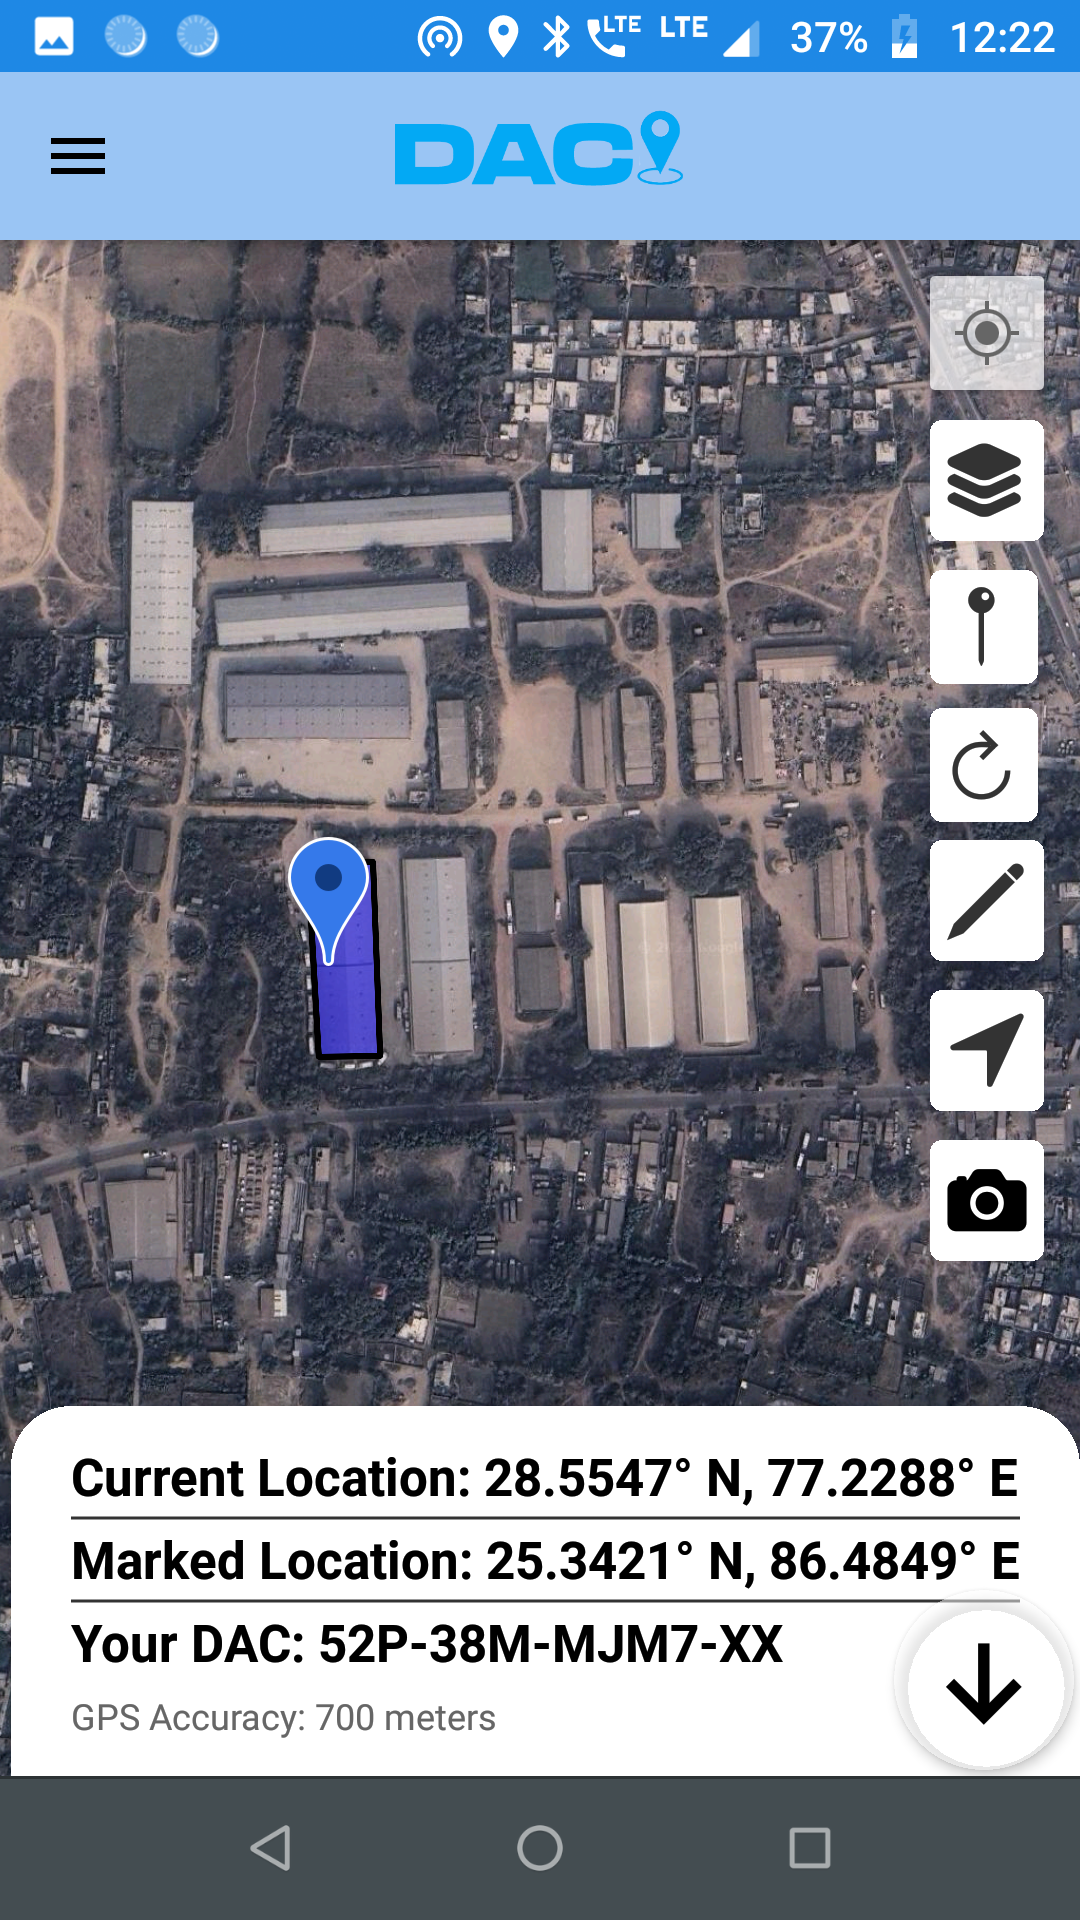 LTE LTE 37% 12:22
DAC
Current Location: 28.5547° N, 77.2288° E
Marked Location: 25.3421° N, 86.4849° E
Your DAC: 52P-38M-MJM7-XX
GPS Accuracy: 700 meters